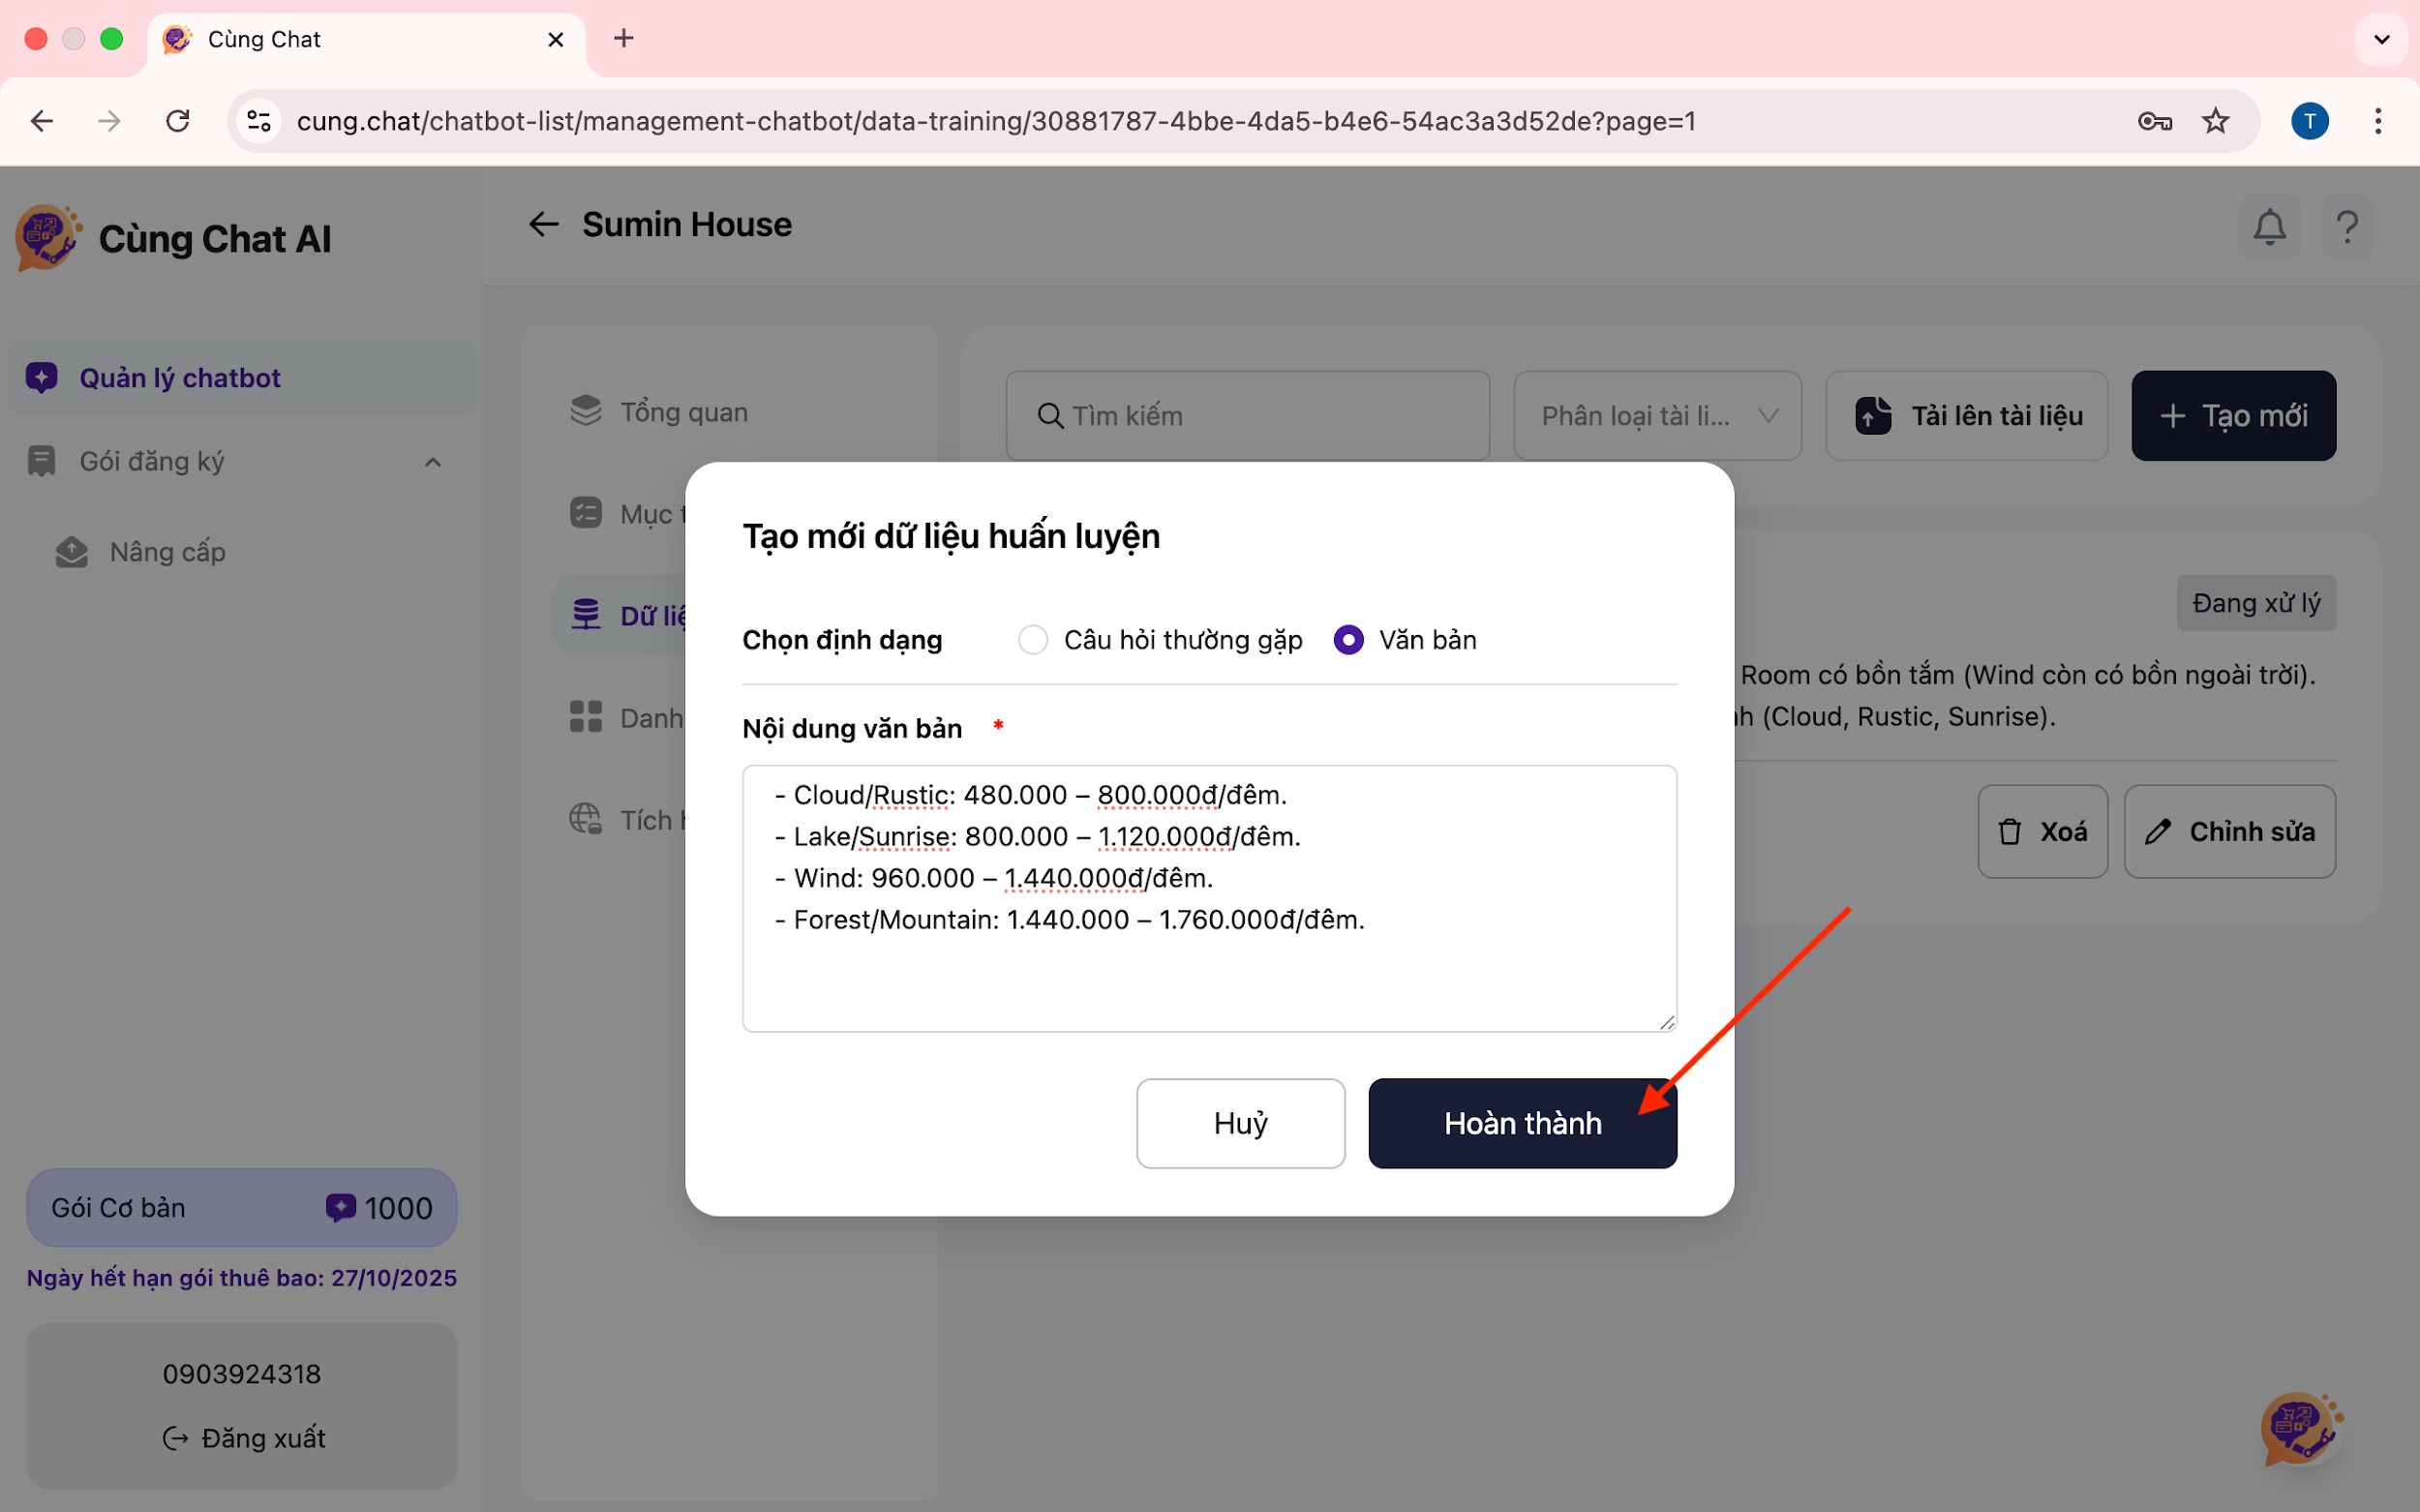 Cùng Chat
cung.chat/chatbot-list/management-chatbot/data-training/30881787-4bbe-4da5-b4e6-54ac3a3d52de?page=1
T
Cùng Chat AI
Sumin House
Quản lý chatbot
Gói đăng ký
Nâng cấp
Tổng quan
Mục t
Dữ liệ
Danh
Tích h
Tìm kiếm
Phân loại tài li...
Tải lên tài liệu
+ Tạo mới
Đang xử lý
Room có bồn tắm (Wind còn có bồn ngoài trời).
nh (Cloud, Rustic, Sunrise).
Xoá
Chỉnh sửa
Tạo mới dữ liệu huấn luyện
Chọn định dạng
Câu hỏi thường gặp
Văn bản
Nội dung văn bản *
- Cloud/Rustic: 480.000 – 800.000đ/đêm.
- Lake/Sunrise: 800.000 – 1.120.000đ/đêm.
- Wind: 960.000 – 1.440.000đ/đêm.
- Forest/Mountain: 1.440.000 – 1.760.000đ/đêm.
Huỷ
Hoàn thành
Gói Cơ bản
1000
Ngày hết hạn gói thuê bao: 27/10/2025
0903924318
Đăng xuất